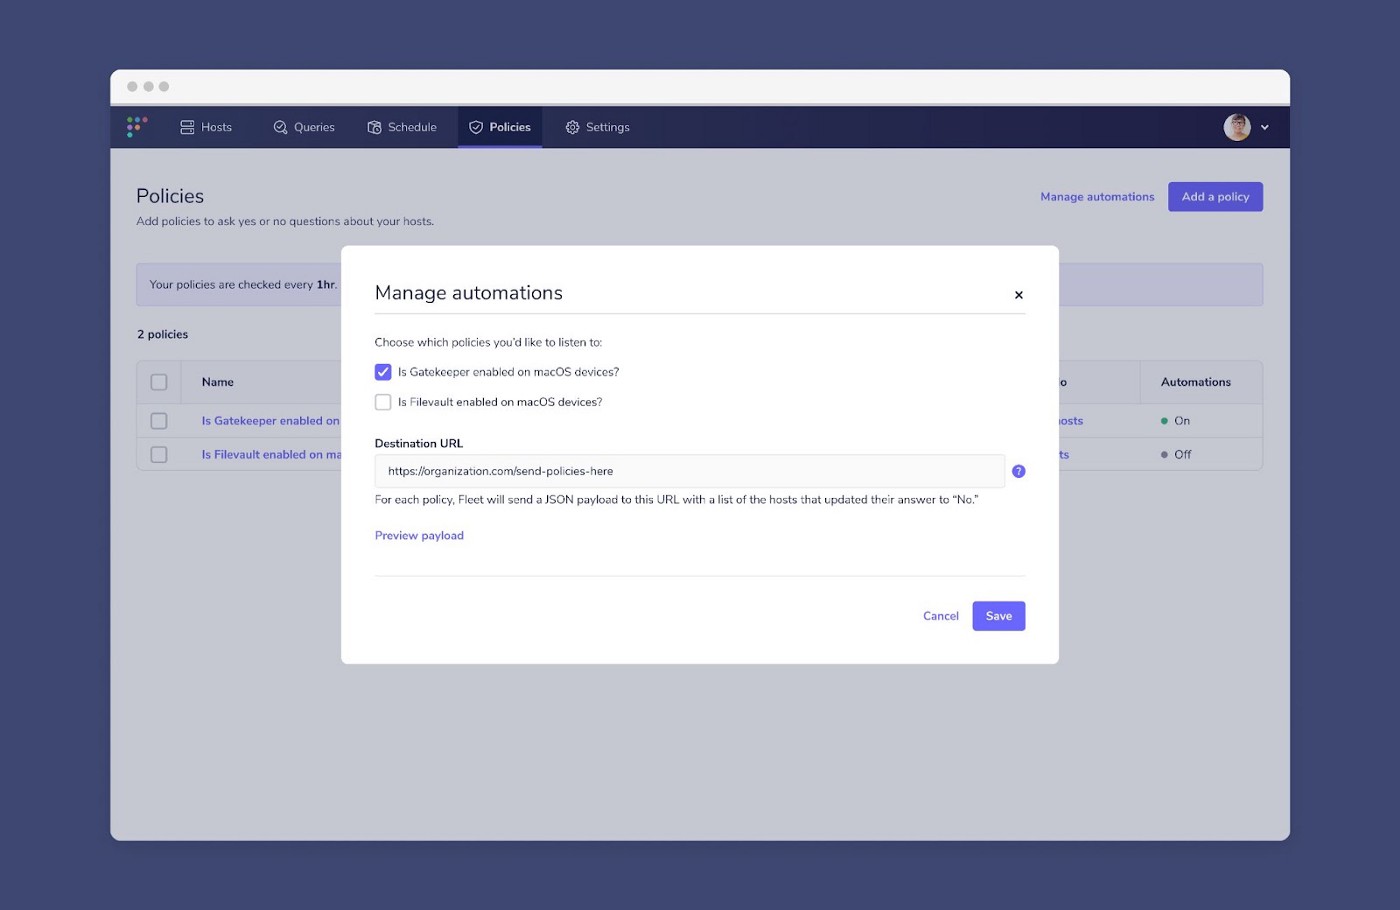 Hosts
Queries
Schedule
Policies
Settings
Policies
Manage automations
Add a policy
Add policies to ask yes or no questions about your hosts.
Your policies are checked every 1hr.
2 policies
Name
Automations
Is Gatekeeper enabled on
On
Is Filevault enabled on
Off
Manage automations
Choose which policies you’d like to listen to:
Is Gatekeeper enabled on macOS devices?
Is Filevault enabled on macOS devices?
Destination URL
https://organization.com/send-policies-here
?
For each policy, Fleet will send a JSON payload to this URL with a list of the hosts that updated their answer to “No.”
Preview payload
Cancel
Save